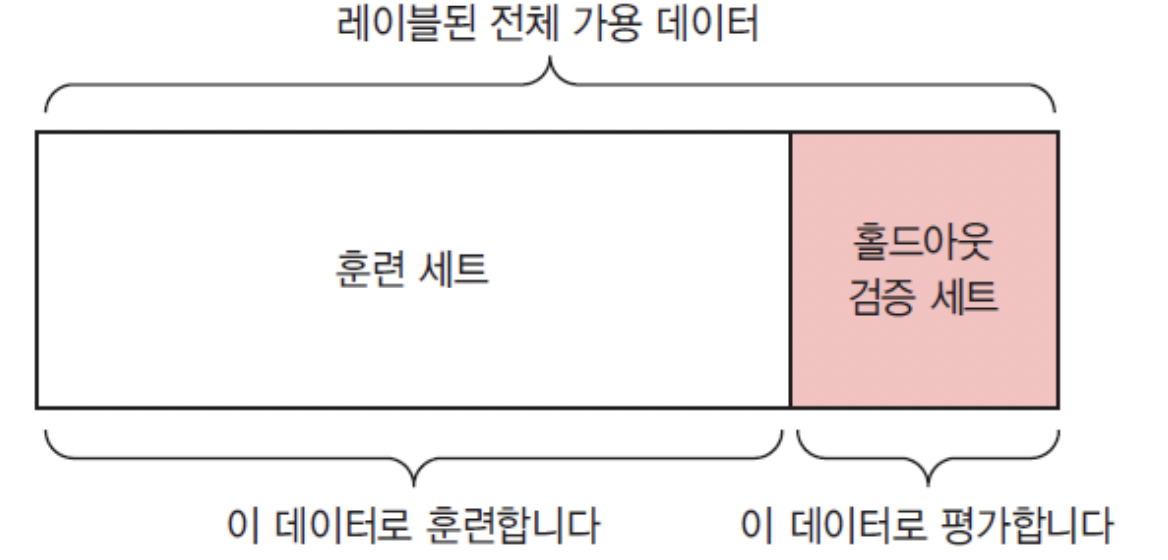 레이블된 전체 가용 데이터
훈련 세트
홀드아웃
검증 세트
이 데이터로 훈련합니다
이 데이터로 평가합니다